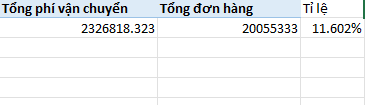 Tổng phí vận chuyển Tổng đơn hàng Tỉ lệ
2326818.323 20055333 11.602%